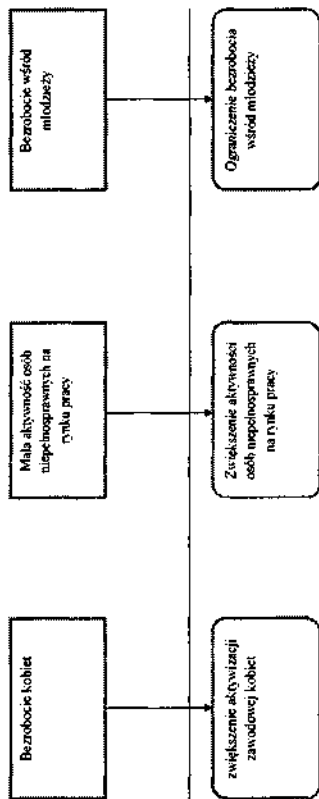 Bezrobocie kobiet
Mała aktywność osób
niepełnosprawnych na
rynku pracy
Bezrobocie wśród
młodzieży
zwiększenie aktywizacji
zawodowej kobiet
Zwiększenie aktywności
osób niepełnosprawnych
na rynku pracy
Ograniczenie bezrobocia
wśród młodzieży